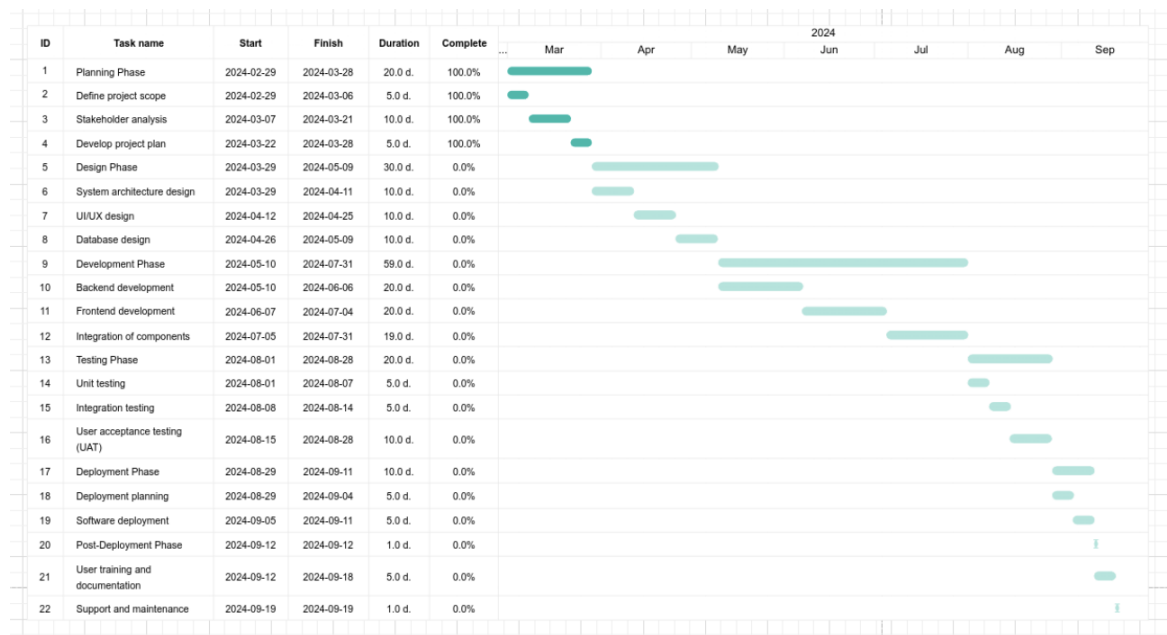 2024
ID Task name Start Finish Duration Complete ... Mar Apr May Jun Jul Aug Sep
1 Planning Phase 2024-02-29 2024-03-28 20.0 d. 100.0%
2 Define project scope 2024-02-29 2024-03-06 5.0 d. 100.0%
3 Stakeholder analysis 2024-03-07 2024-03-21 10.0 d. 100.0%
4 Develop project plan 2024-03-22 2024-03-28 5.0 d. 100.0%
5 Design Phase 2024-03-29 2024-05-09 30.0 d. 0.0%
6 System architecture design 2024-03-29 2024-04-11 10.0 d. 0.0%
7 UI/UX design 2024-04-12 2024-04-25 10.0 d. 0.0%
8 Database design 2024-04-26 2024-05-09 10.0 d. 0.0%
9 Development Phase 2024-05-10 2024-07-31 59.0 d. 0.0%
10 Backend development 2024-05-10 2024-06-06 20.0 d. 0.0%
11 Frontend development 2024-06-07 2024-07-04 20.0 d. 0.0%
12 Integration of components 2024-07-05 2024-07-31 19.0 d. 0.0%
13 Testing Phase 2024-08-01 2024-08-28 20.0 d. 0.0%
14 Unit testing 2024-08-01 2024-08-07 5.0 d. 0.0%
15 Integration testing 2024-08-08 2024-08-14 5.0 d. 0.0%
16 User acceptance testing
(UAT) 2024-08-15 2024-08-28 10.0 d. 0.0%
17 Deployment Phase 2024-08-29 2024-09-11 10.0 d. 0.0%
18 Deployment planning 2024-08-29 2024-09-04 5.0 d. 0.0%
19 Software deployment 2024-09-05 2024-09-11 5.0 d. 0.0%
20 Post-Deployment Phase 2024-09-12 2024-09-12 1.0 d. 0.0%
21 User training and
documentation 2024-09-12 2024-09-18 5.0 d. 0.0%
22 Support and maintenance 2024-09-19 2024-09-19 1.0 d. 0.0%